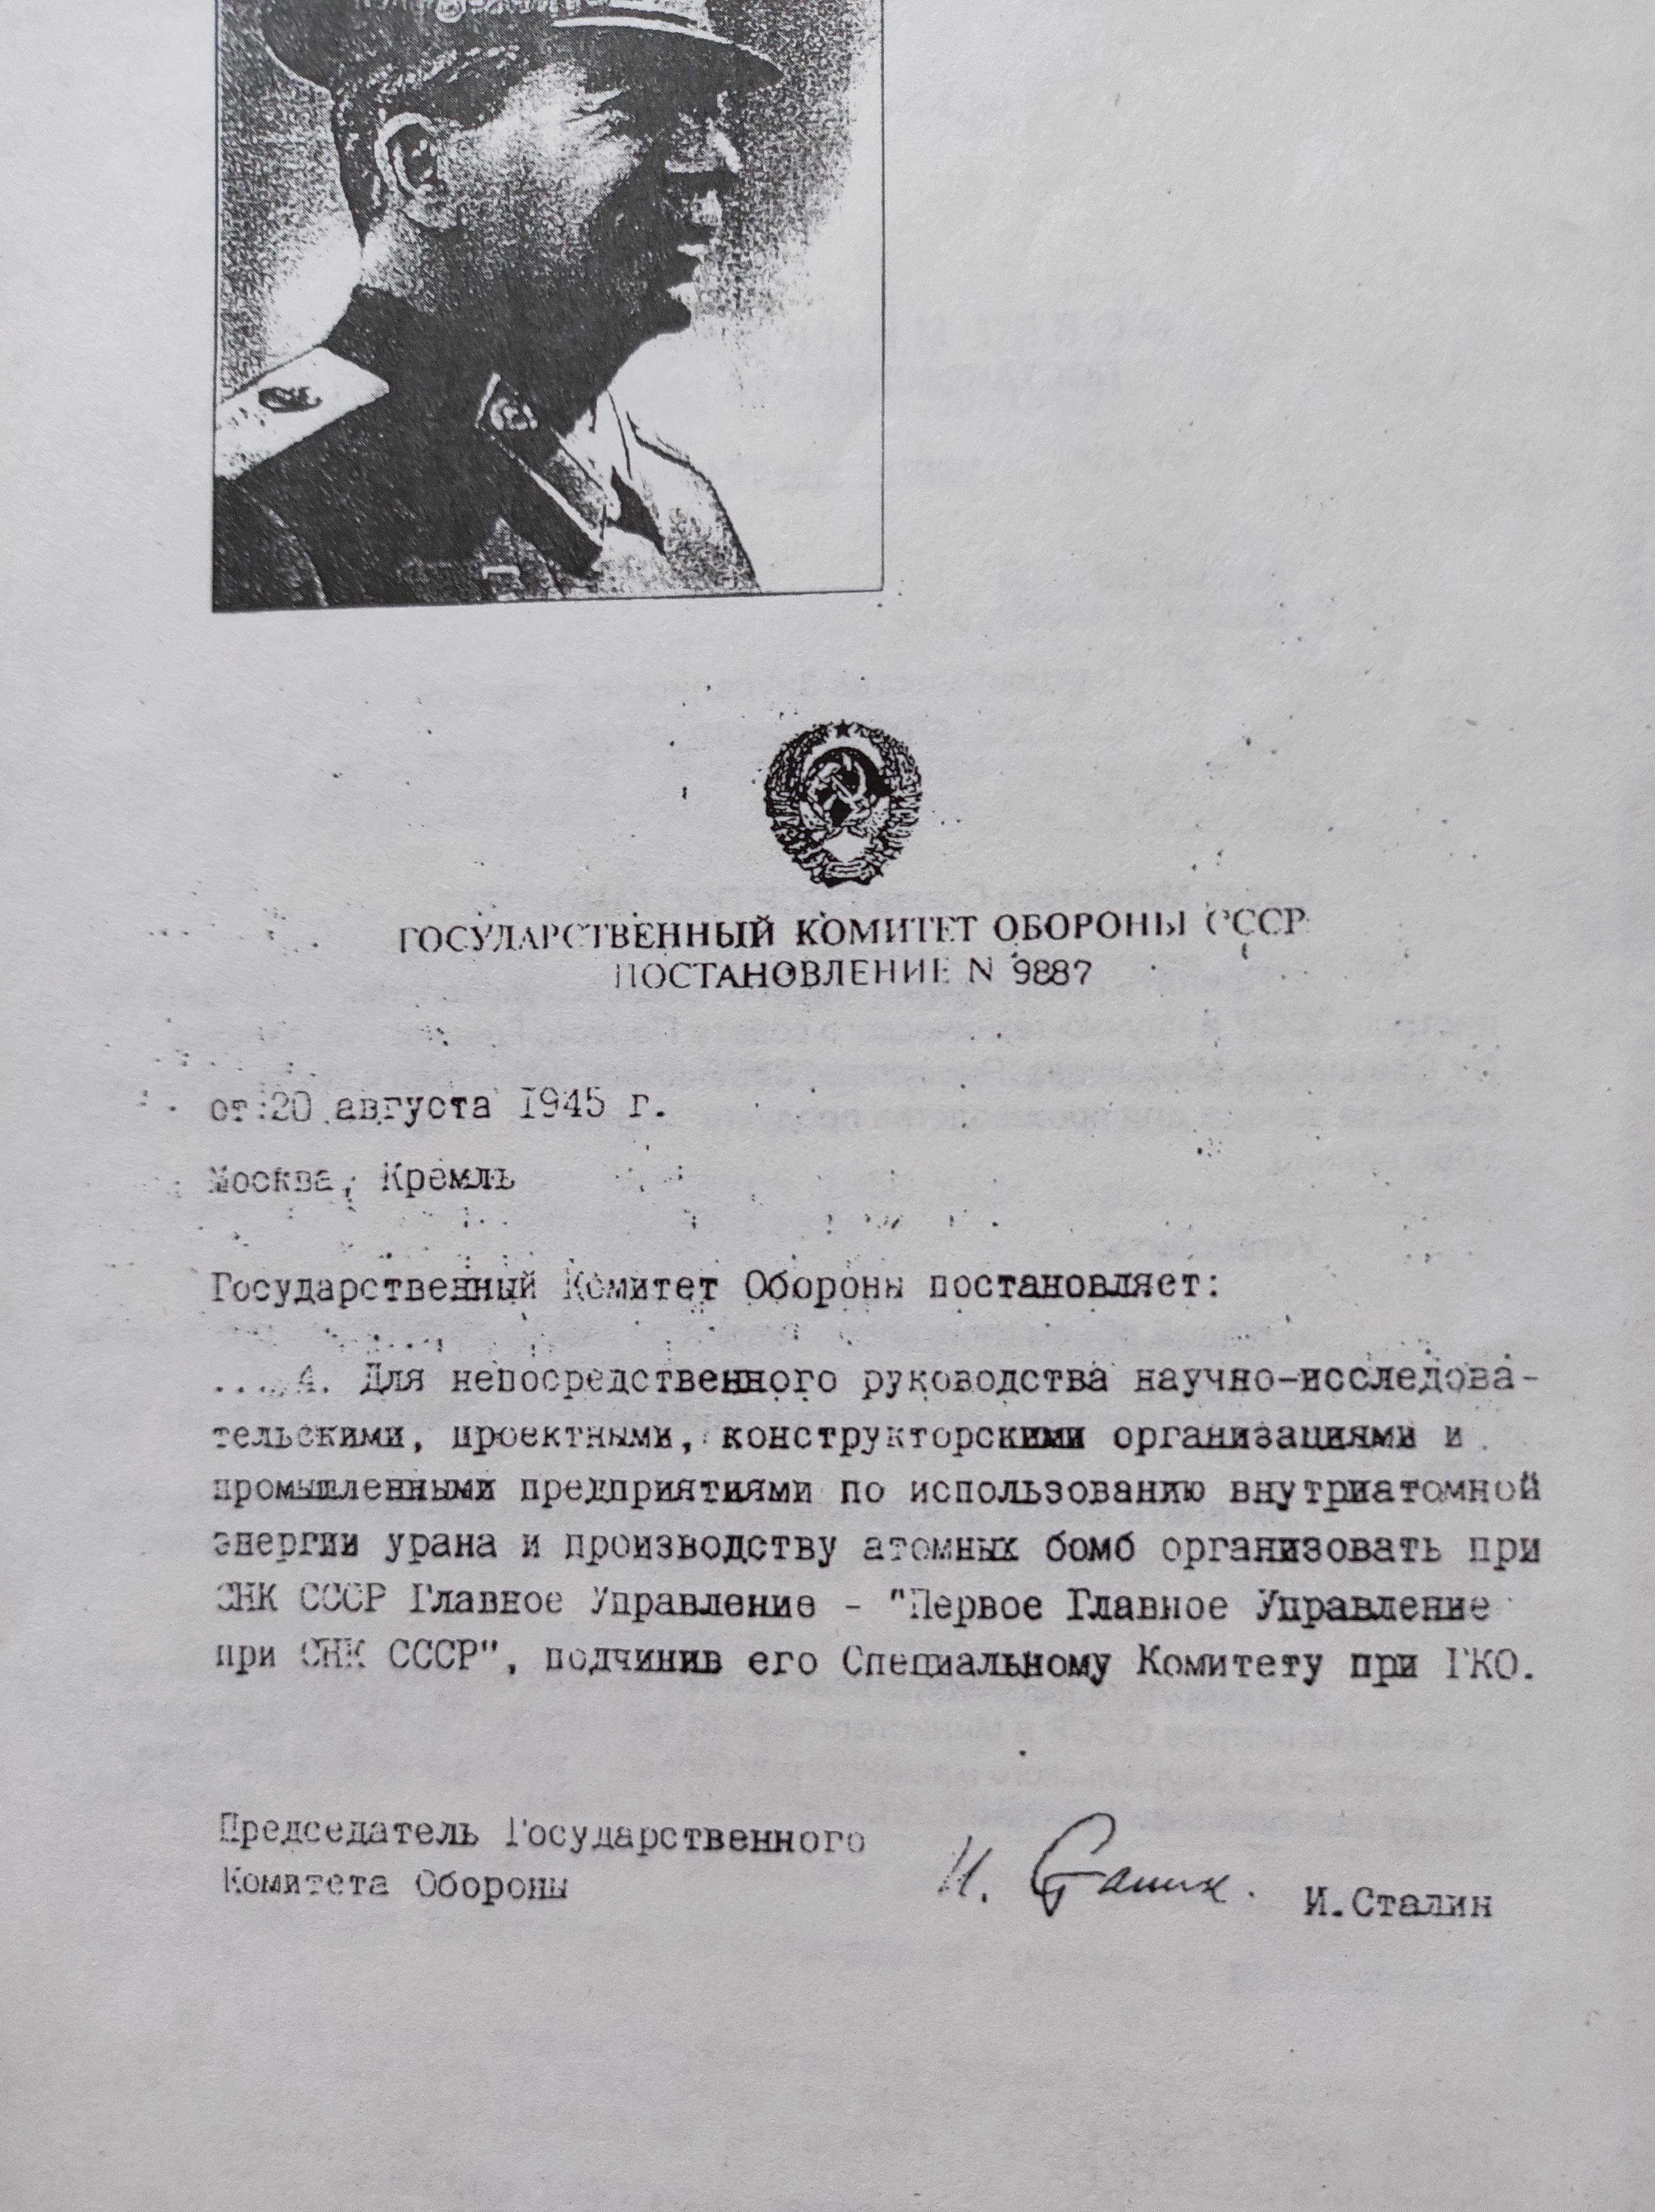 ГОСУДАРСТВЕННЫЙ КОМИТЕТ ОБОРОНЫ СССР
ПОСТАНОВЛЕНИЕ N 9887
от 20 августа 1945 г.
Москва, Кремль
Государственный Комитет Обороны постановляет:
....4. Для непосредственного руководства научно-исследова-
тельскими, проектными, конструкторскими организациями и
промышленными предприятиями по использованию внутриатомной
энергии урана и производству атомных бомб организовать при
СНК СССР Главное Управление - "Первое Главное Управление
при СНК СССР", подчинив его Специальному Комитету при ГКО.
Председатель Государственного
Комитета Обороны
И. Сталин.
И.Сталин